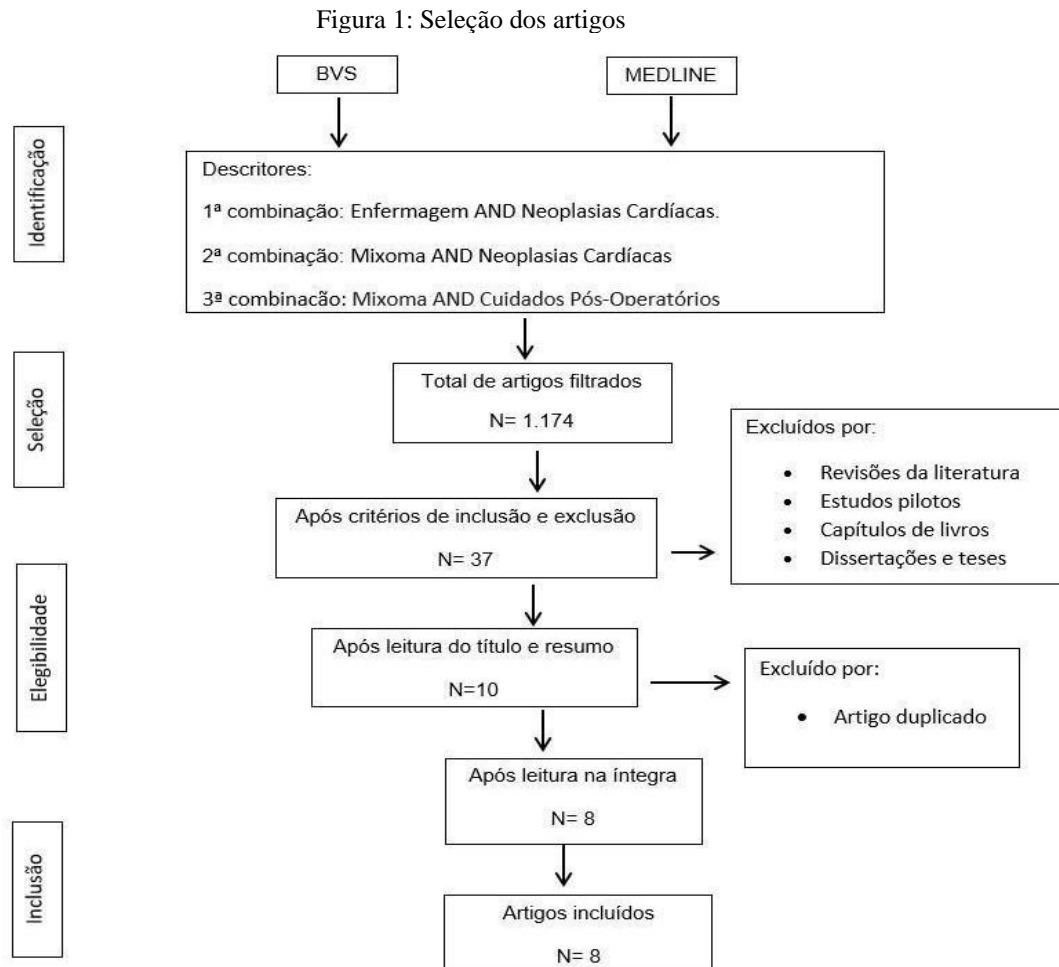 Figura 1: Seleção dos artigos
BVS
MEDLINE
Identificação
Descritores:
1ª combinação: Enfermagem AND Neoplasias Cardíacas.
2ª combinação: Mixoma AND Neoplasias Cardíacas
3ª combinacão: Mixoma AND Cuidados Pós-Operatórios
Seleção
Total de artigos filtrados
N= 1.174
Excluídos por:
• Revisões da literatura
• Estudos pilotos
• Capítulos de livros
• Dissertações e teses
Após critérios de inclusão e exclusão
N= 37
Elegibilidade
Após leitura do título e resumo
N=10
Excluído por:
• Artigo duplicado
Após leitura na íntegra
N= 8
Inclusão
Artigos incluídos
N= 8